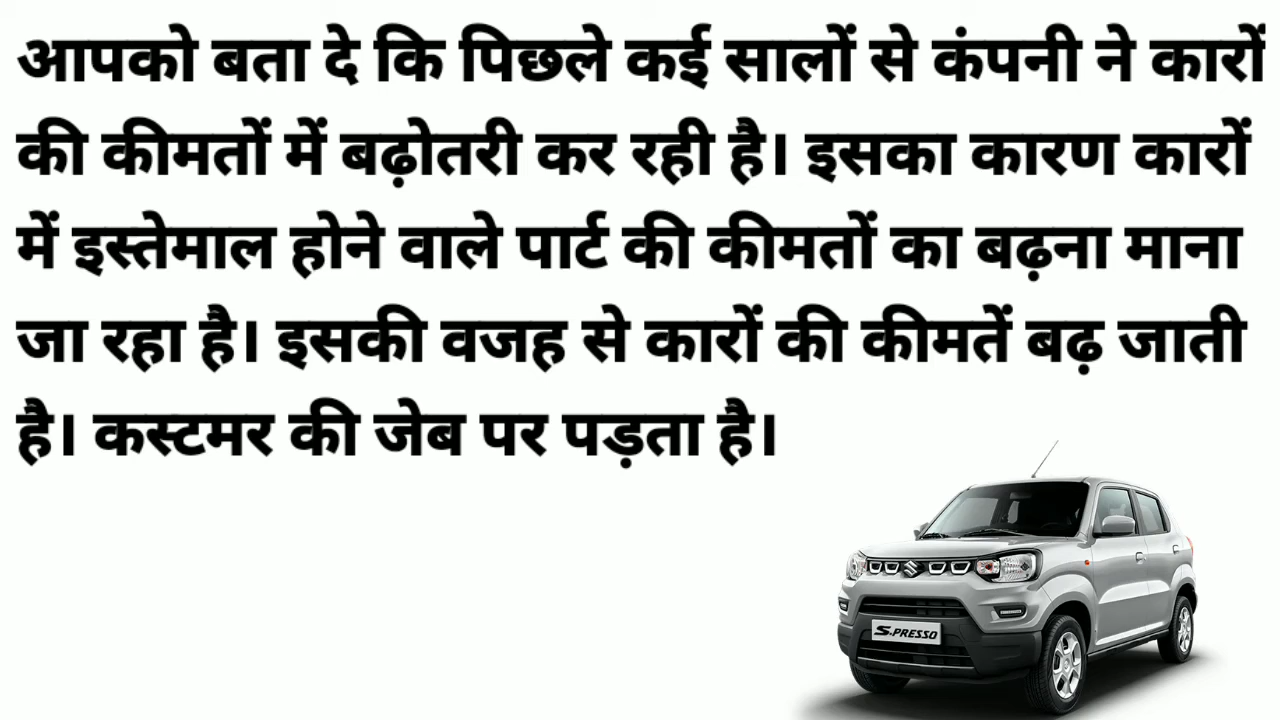 आपको बता दे कि पिछले कई सालों से कंपनी ने कारों
की कीमतों में बढ़ोतरी कर रही है। इसका कारण कारों
में इस्तेमाल होने वाले पार्ट की कीमतों का बढ़ना माना
जा रहा है। इसकी वजह से कारों की कीमतें बढ़ जाती
है। कस्टमर की जेब पर पड़ता है।
S.PRESSO